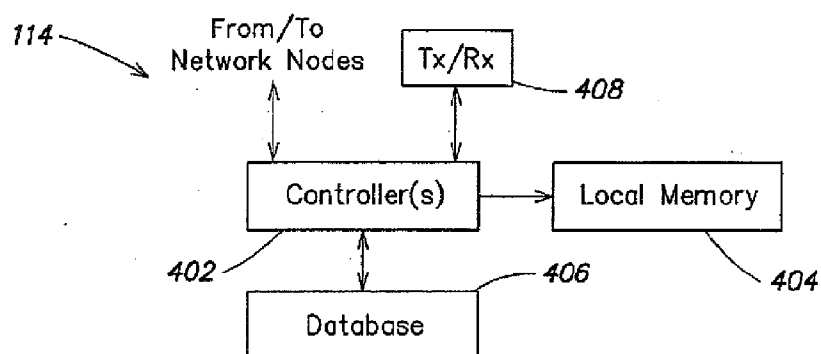 114
From/To
Network Nodes
Tx/Rx
408
Controller(s)
Local Memory
402
406
404
Database